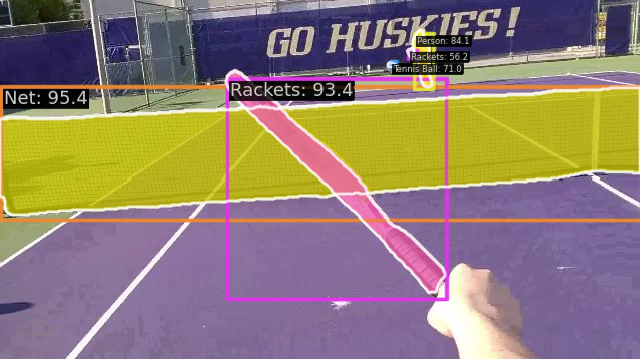 GO HUSKIES!
Person: 84.1
Rackets: 56.2
Tennis Ball: 71.0
Rackets: 93.4
Net: 95.4